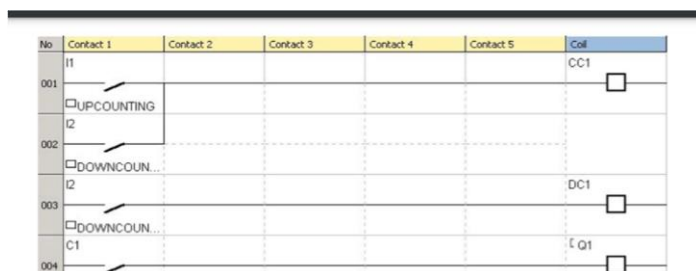 No Contact 1 Contact 2 Contact 3 Contact 4 Contact 5 Coil
I1 CC1
001
UPCOUNTING
I2
002
DOWNCOUN...
I2 DC1
003
DOWNCOUN...
C1 [ Q1
004